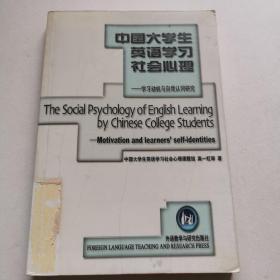 中国大学生
英语学习
社会心理
——学习动机与自我认同研究
The Social Psychology of English Learning
by Chinese College Students
—Motivation and learners' self-identities
中国大学生英语学习社会心理课题组 高一虹等 著
外语教学与研究出版社
FOREIGN LANGUAGE TEACHING AND RESEARCH PRESS